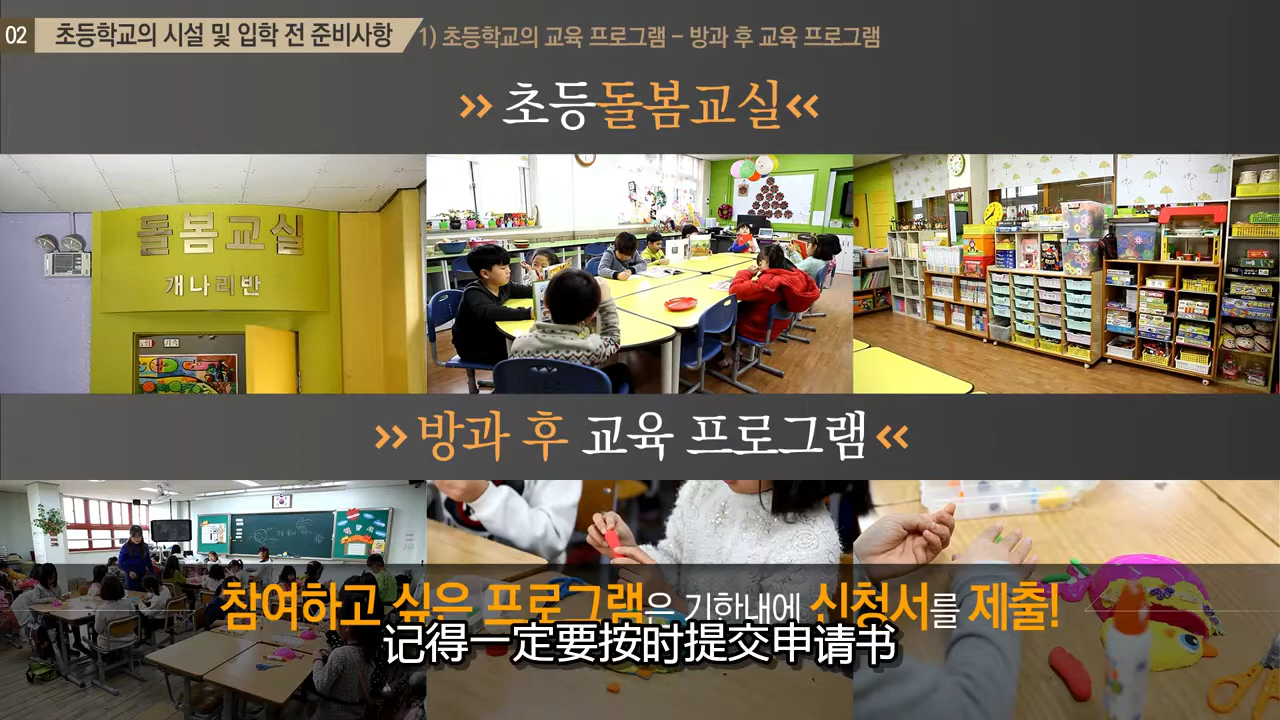 02 초등학교의 시설 및 입학 전 준비사항 1) 초등학교의 교육 프로그램 - 방과 후 교육 프로그램
>> 초등돌봄교실 <<
돌봄교실
개나리반
>> 방과 후 교육 프로그램 <<
참여하고 싶은 프로그램은 기한내에 신청서를 제출!
记得一定要按时提交申请书